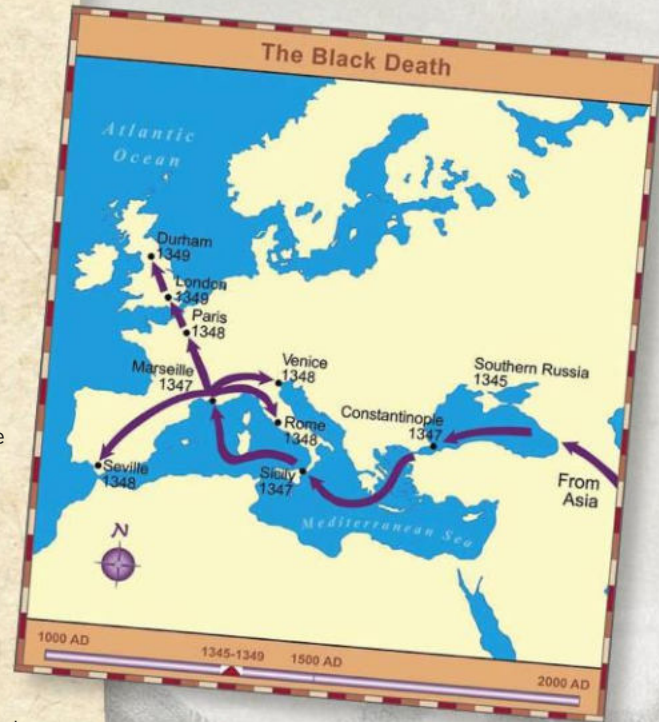 The Black Death
Atlantic
Ocean
Durham
1349
London
1349
Paris
1348
Marseille
1347
Venice
1348
Southern Russia
1345
Constantinople
1347
Rome
1348
Sicily
1347
Seville
1348
From
Asia
Mediterranean Sea
N
1000 AD
1345-1349
1500 AD
2000 AD